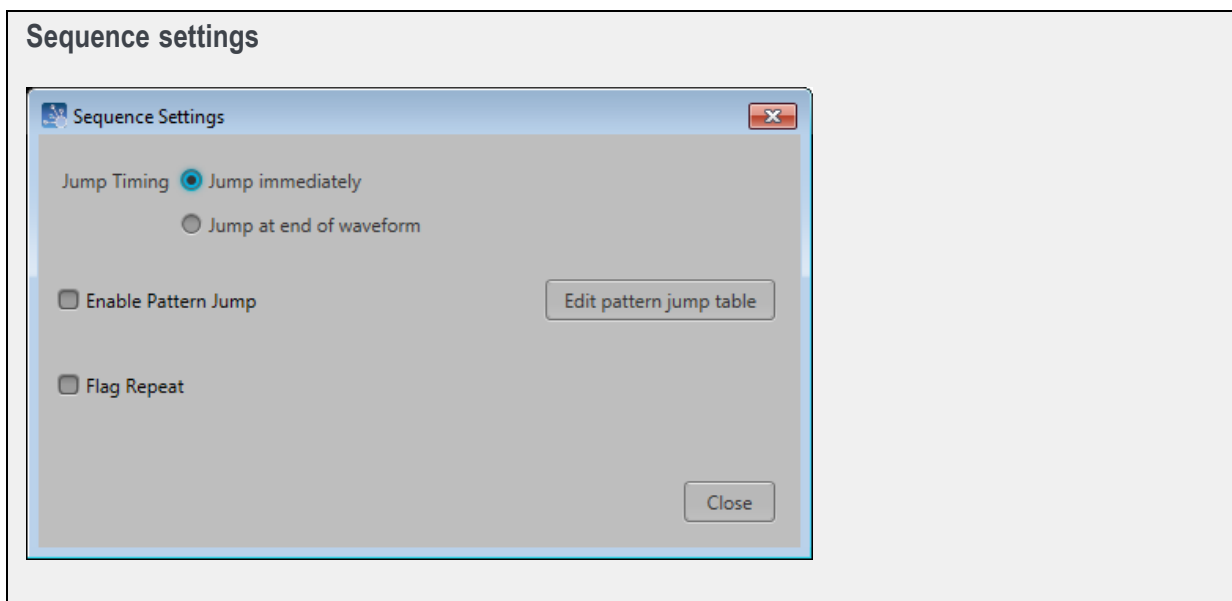 Sequence settings
Sequence Settings
Jump Timing Jump immediately
Jump at end of waveform
Enable Pattern Jump Edit pattern jump table
Flag Repeat
Close